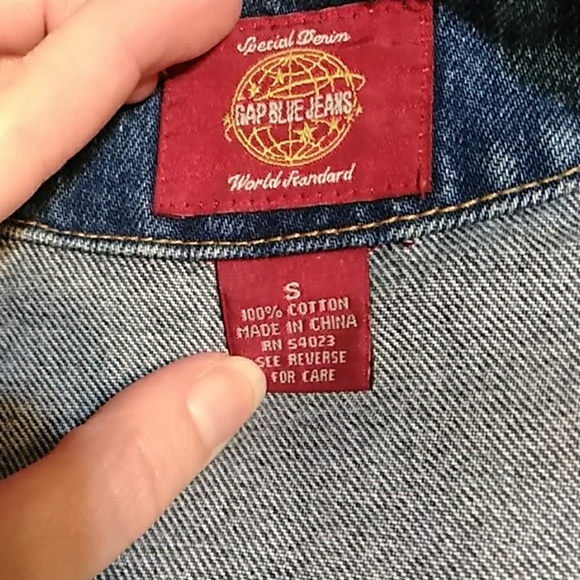 Special Denim
GAP BLUE JEANS
World Standard
S
100% COTTON
MADE IN CHINA
RN 54023
SEE REVERSE
FOR CARE